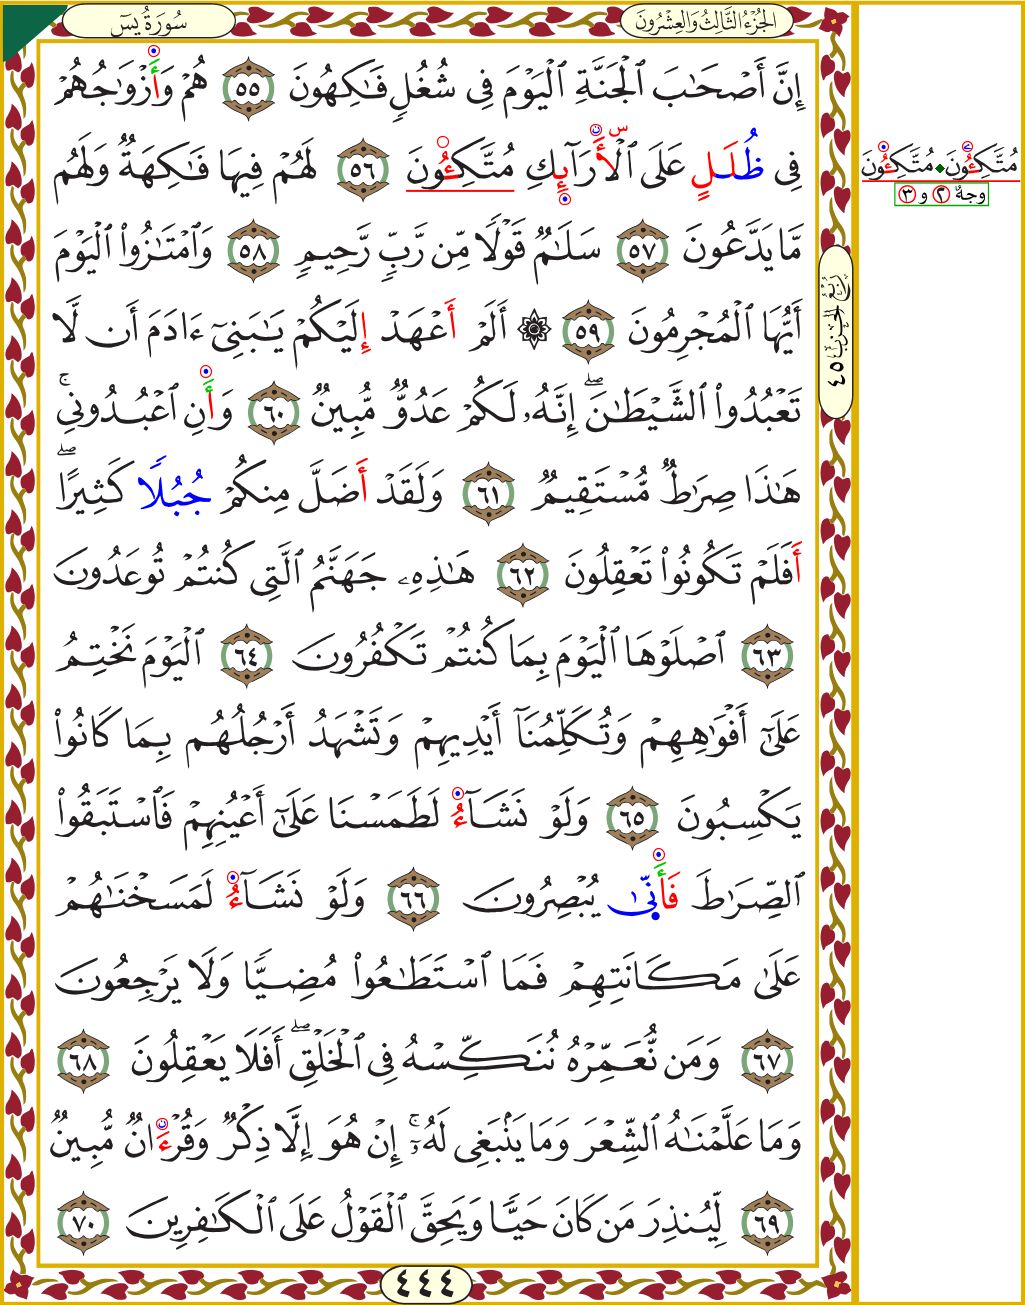 الجُزْءُ الثَّالِثُ وَالعِشْرُونَ
سُورَةُ يسٓ
إِنَّ أَصْحَٰبَ ٱلْجَنَّةِ ٱلْيَوْمَ فِى شُغُلٍ فَٰكِهُونَ ٥٥ هُمْ وَأَزْوَٰجُهُمْ
فِى ظُلَلٍ عَلَى ٱلْأَرَآئِكِ مُتَّكِـُٔونَ ٥٦ لَهُمْ فِيهَا فَٰكِهَةٌ وَلَهُم
مَّا يَدَّعُونَ ٥٧ سَلَٰمٌ قَوْلًا مِّن رَّبٍّ رَّحِيمٍ ٥٨ وَٱمْتَٰزُوا۟ ٱلْيَوْمَ
أَيُّهَا ٱلْمُجْرِمُونَ ٥٩ ۞ أَلَمْ أَعْهَدْ إِلَيْكُمْ يَٰبَنِىٓ ءَادَمَ أَن لَّا
تَعْبُدُوا۟ ٱلشَّيْطَٰنَ ۖ إِنَّهُۥ لَكُمْ عَدُوٌّ مُّبِينٌ ٦٠ وَأَنِ ٱعْبُدُونِى ۚ
هَٰذَا صِرَٰطٌ مُّسْتَقِيمٌ ٦١ وَلَقَدْ أَضَلَّ مِنكُمْ جُبُلًا كَثِيرًا ۖ
أَفَلَمْ تَكُونُوا۟ تَعْقِلُونَ ٦٢ هَٰذِهِۦ جَهَنَّمُ ٱلَّتِى كُنتُمْ تُوعَدُونَ
٦٣ ٱصْلَوْهَا ٱلْيَوْمَ بِمَا كُنتُمْ تَكْفُرُونَ ٦٤ ٱلْيَوْمَ نَخْتِمُ
عَلَىٰٓ أَفْوَٰهِهِمْ وَتُكَلِّمُنَآ أَيْدِيهِمْ وَتَشْهَدُ أَرْجُلُهُم بِمَا كَانُوا۟
يَكْسِبُونَ ٦٥ وَلَوْ نَشَآءُ لَطَمَسْنَا عَلَىٰٓ أَعْيُنِهِمْ فَٱسْتَبَقُوا۟
ٱلصِّرَٰطَ فَأَنَّىٰ يُبْصِرُونَ ٦٦ وَلَوْ نَشَآءُ لَمَسَخْنَٰهُمْ
عَلَىٰ مَكَانَتِهِمْ فَمَا ٱسْتَطَٰعُوا۟ مُضِيًّا وَلَا يَرْجِعُونَ
٦٧ وَمَن نُّعَمِّرْهُ نُنَكِّسْهُ فِى ٱلْخَلْقِ ۖ أَفَلَا يَعْقِلُونَ ٦٨
وَمَا عَلَّمْنَٰهُ ٱلشِّعْرَ وَمَا يَنۢبَغِى لَهُۥٓ ۚ إِنْ هُوَ إِلَّا ذِكْرٌ وَقُرْءَانٌ مُّبِينٌ
٦٩ لِّيُنذِرَ مَن كَانَ حَيًّا وَيَحِقَّ ٱلْقَوْلُ عَلَى ٱلْكَٰفِرِينَ ٧٠
٤٤٤
رُبْعُ الحِزْبِ ٤٥
مُتَّكِـُٔونَ ۰ مُتَّكِـُٔونَ
وجهٌ ٢ و ٣